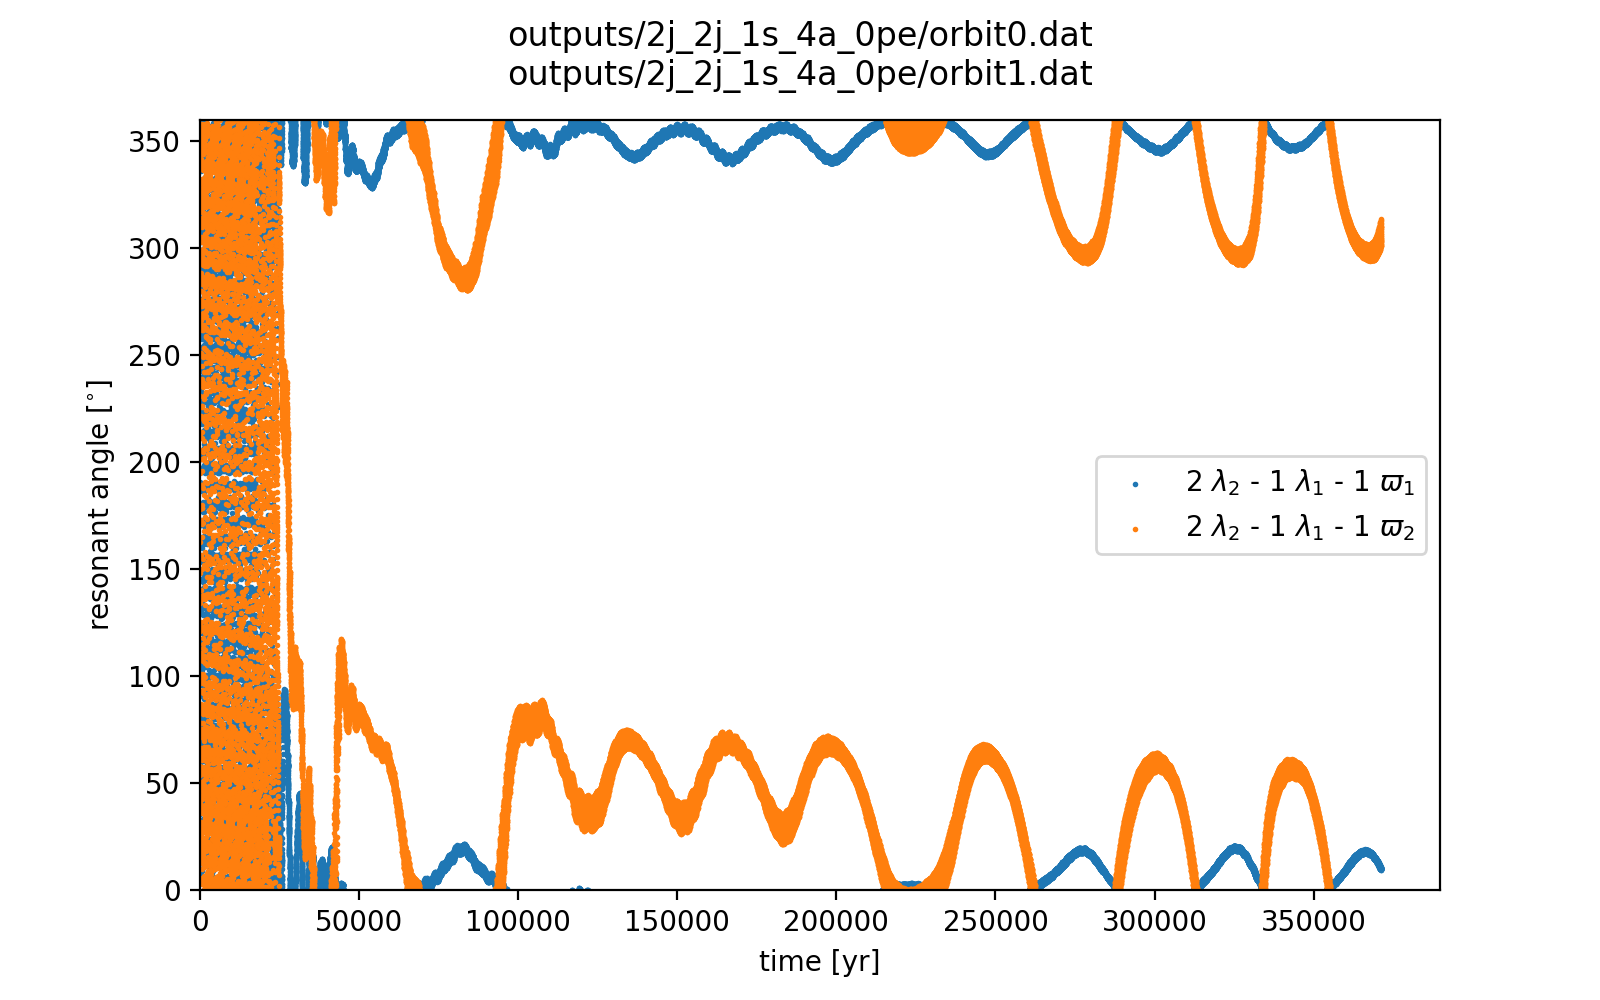 outputs/2j_2j_1s_4a_0pe/orbit0.dat
outputs/2j_2j_1s_4a_0pe/orbit1.dat
350
300
250
200
150
100
50
0
resonant angle [°]
2 λ₂ - 1 λ₁ - 1 ϖ₁
2 λ₂ - 1 λ₁ - 1 ϖ₂
0 50000 100000 150000 200000 250000 300000 350000
time [yr]